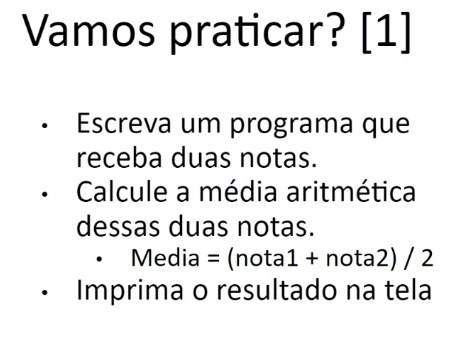 Vamos praticar? [1]
• Escreva um programa que
receba duas notas.
• Calcule a média aritmética
dessas duas notas.
• Media = (nota1 + nota2) / 2
• Imprima o resultado na tela